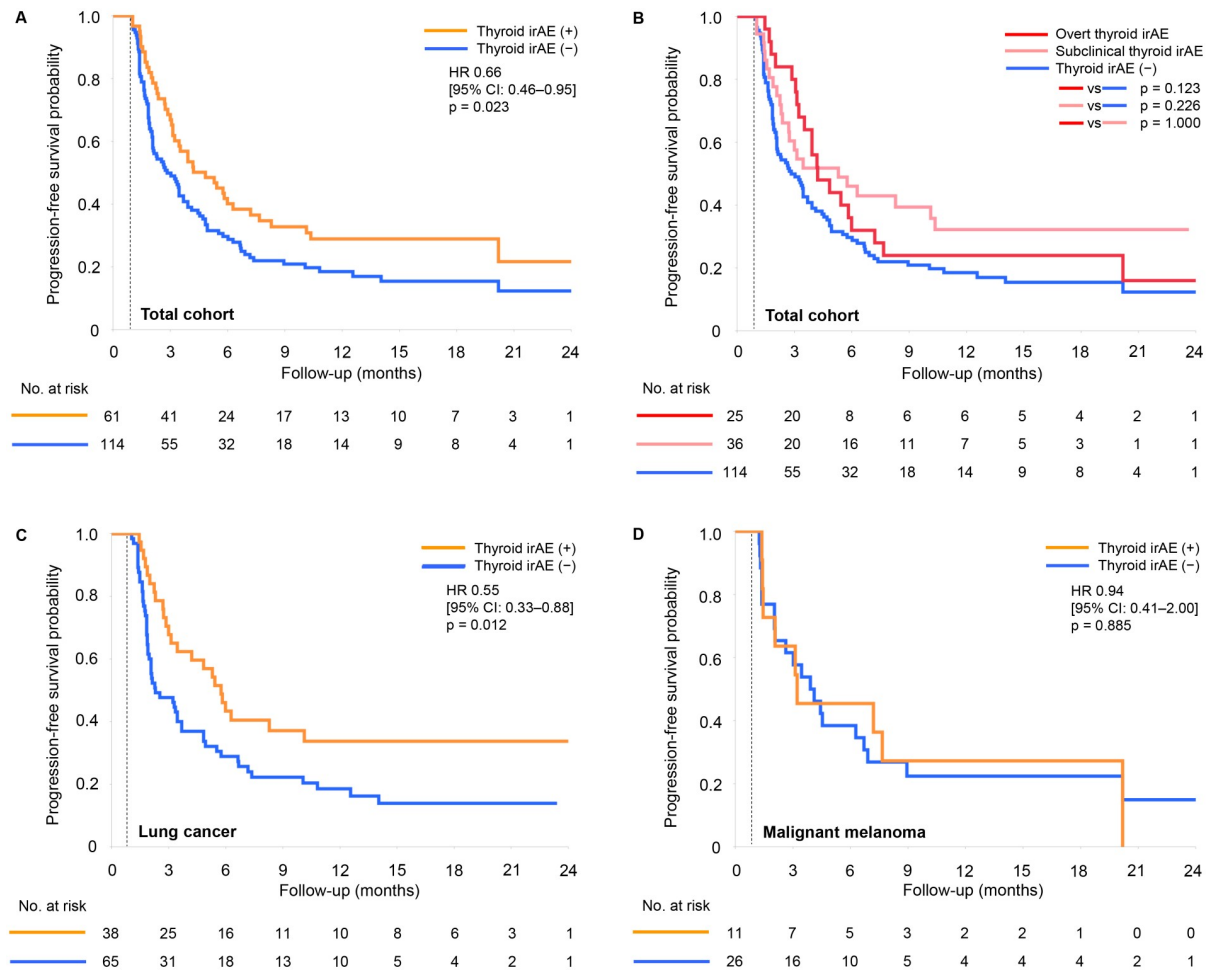 A
Thyroid irAE (+)
Thyroid irAE (−)
HR 0.66
[95% CI: 0.46–0.95]
p = 0.023
Progression-free survival probability
1.0
0.8
0.6
0.4
0.2
0
Total cohort
0 3 6 9 12 15 18 21 24
Follow-up (months)
No. at risk
61 41 24 17 13 10 7 3 1
114 55 32 18 14 9 8 4 1
B
Overt thyroid irAE
Subclinical thyroid irAE
Thyroid irAE (−)
vs p = 0.123
vs p = 0.226
vs p = 1.000
Progression-free survival probability
1.0
0.8
0.6
0.4
0.2
0
Total cohort
0 3 6 9 12 15 18 21 24
Follow-up (months)
No. at risk
25 20 8 6 6 5 4 2 1
36 20 16 11 7 5 3 1 1
114 55 32 18 14 9 8 4 1
C
Thyroid irAE (+)
Thyroid irAE (−)
HR 0.55
[95% CI: 0.33–0.88]
p = 0.012
Progression-free survival probability
1.0
0.8
0.6
0.4
0.2
0
Lung cancer
0 3 6 9 12 15 18 21 24
Follow-up (months)
No. at risk
38 25 16 11 10 8 6 3 1
65 31 18 13 10 5 4 2 1
D
Thyroid irAE (+)
Thyroid irAE (−)
HR 0.94
[95% CI: 0.41–2.00]
p = 0.885
Progression-free survival probability
1.0
0.8
0.6
0.4
0.2
0
Malignant melanoma
0 3 6 9 12 15 18 21 24
Follow-up (months)
No. at risk
11 7 5 3 2 2 1 0 0
26 16 10 5 4 4 4 2 1